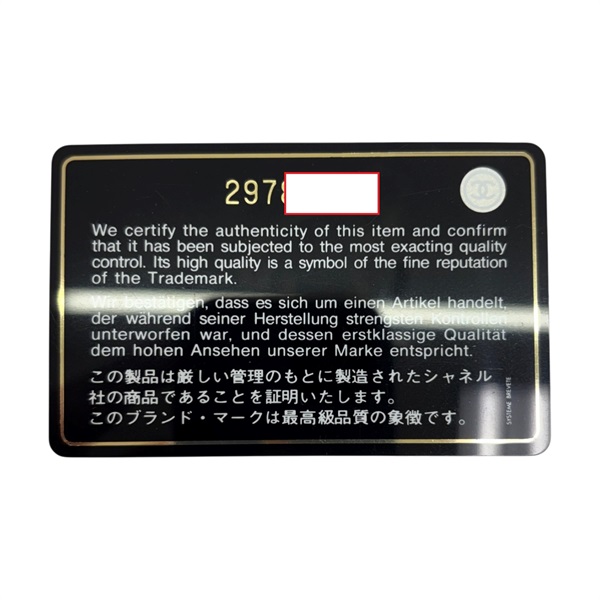 2978
We certify the authenticity of this item and confirm
that it has been subjected to the most exacting quality
control. Its high quality is a symbol of the fine reputation
of the Trademark.
Wir bestätigen, dass es sich um einen Artikel handelt,
der während seiner Herstellung strengsten Kontrollen
unterworfen war, und dessen erstklassige Qualität
dem hohen Ansehen unserer Marke entspricht.
この製品は厳しい管理のもとに製造されたシャネル
社の商品であることを証明いたします。
このブランド・マークは最高級品質の象徴です。